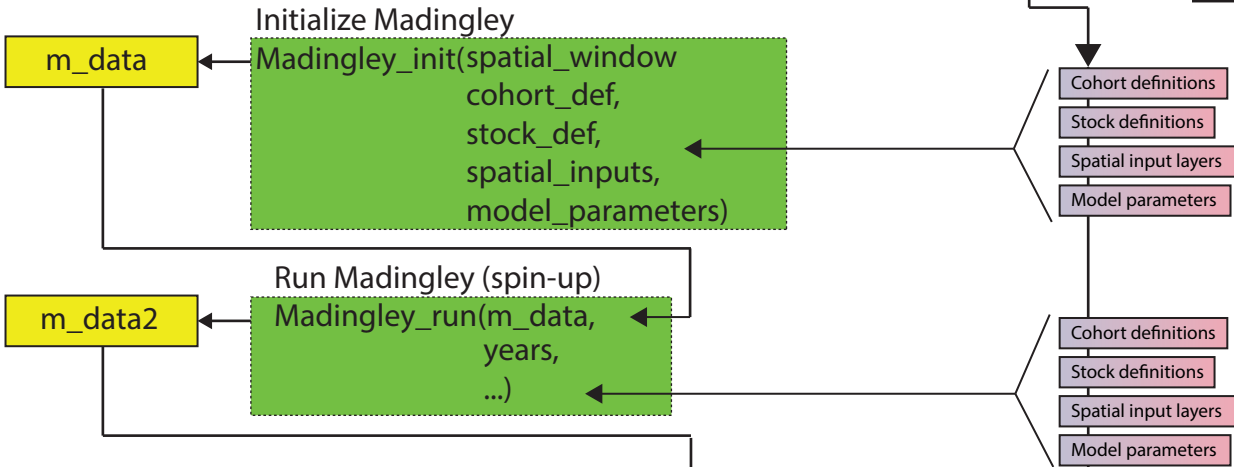 Initialize Madingley
m_data
Madingley_init(spatial_window
cohort_def,
stock_def,
spatial_inputs,
model_parameters)
Cohort definitions
Stock definitions
Spatial input layers
Model parameters
Run Madingley (spin-up)
m_data2
Madingley_run(m_data,
years,
...)
Cohort definitions
Stock definitions
Spatial input layers
Model parameters